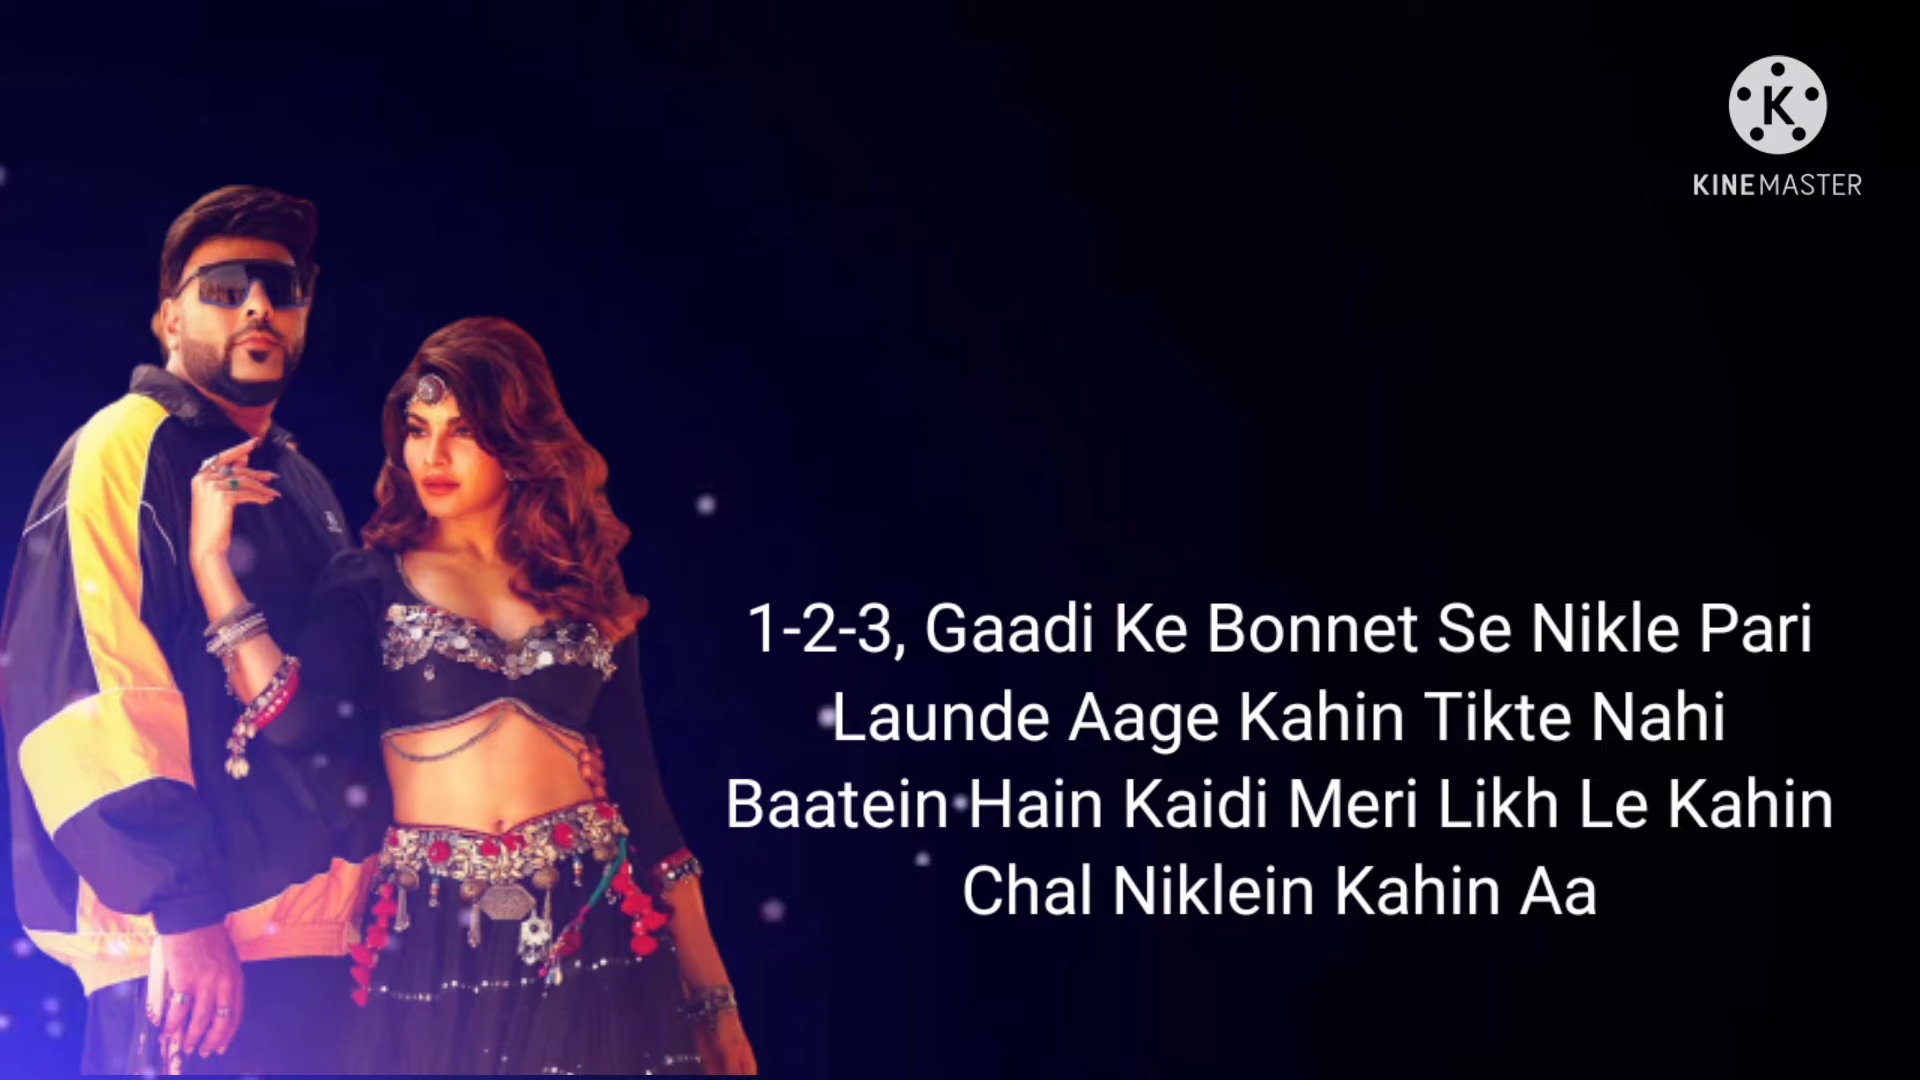 K
KINEMASTER
1-2-3, Gaadi Ke Bonnet Se Nikle Pari
Launde Aage Kahin Tikte Nahi
Baatein Hain Kaidi Meri Likh Le Kahin
Chal Niklein Kahin Aa